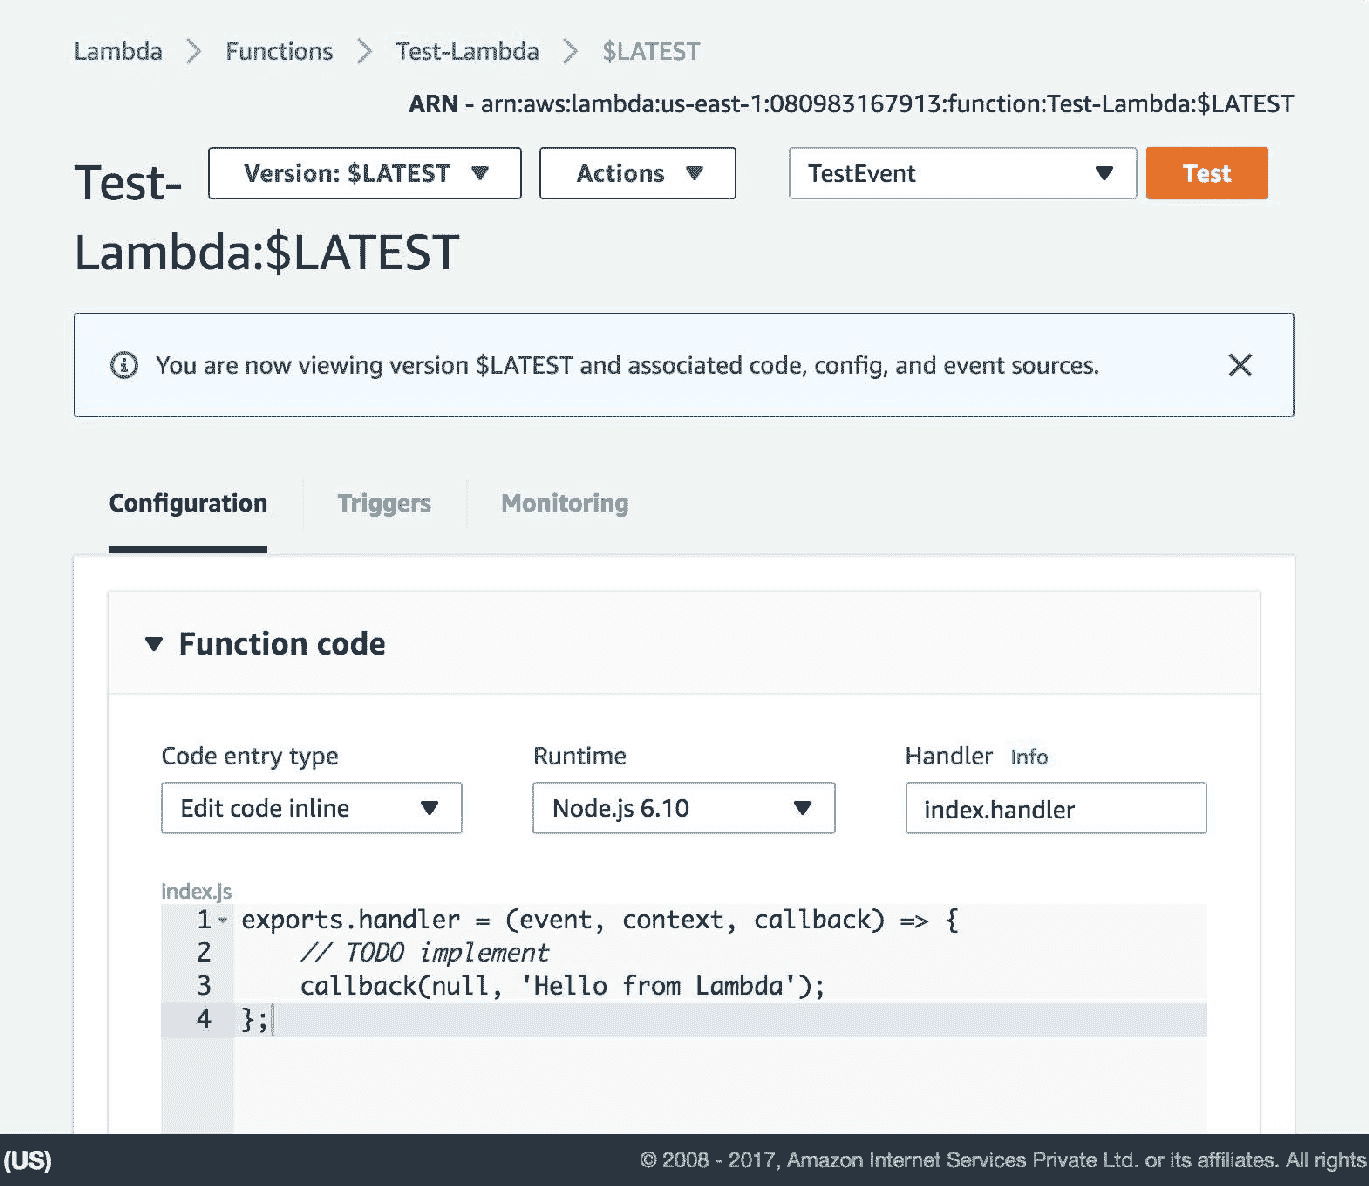 Lambda > Functions > Test-Lambda > $LATEST
ARN - arn:aws:lambda:us-east-1:080983167913:function:Test-Lambda:$LATEST
Test-
Lambda:$LATEST
Version: $LATEST Actions TestEvent Test
You are now viewing version $LATEST and associated code, config, and event sources.
Configuration Triggers Monitoring
Function code
Code entry type Runtime Handler Info
Edit code inline Node.js 6.10 index.handler
index.js
1 exports.handler = (event, context, callback) => {
2     // TODO implement
3     callback(null, 'Hello from Lambda');
4 };
(US) © 2008 - 2017, Amazon Internet Services Private Ltd. or its affiliates. All rights